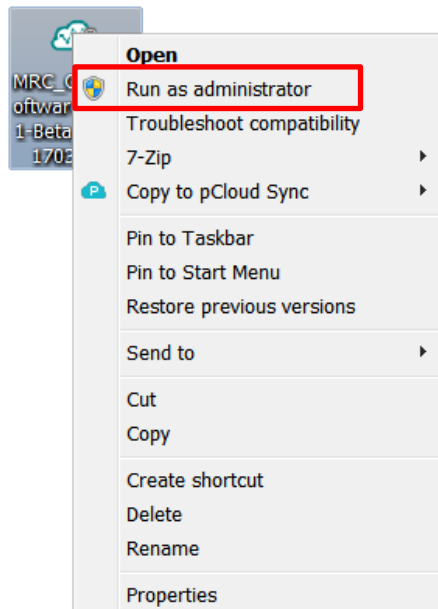 MRC_
oftwar
1-Beta
1703
Open
Run as administrator
Troubleshoot compatibility
7-Zip
Copy to pCloud Sync
Pin to Taskbar
Pin to Start Menu
Restore previous versions
Send to
Cut
Copy
Create shortcut
Delete
Rename
Properties